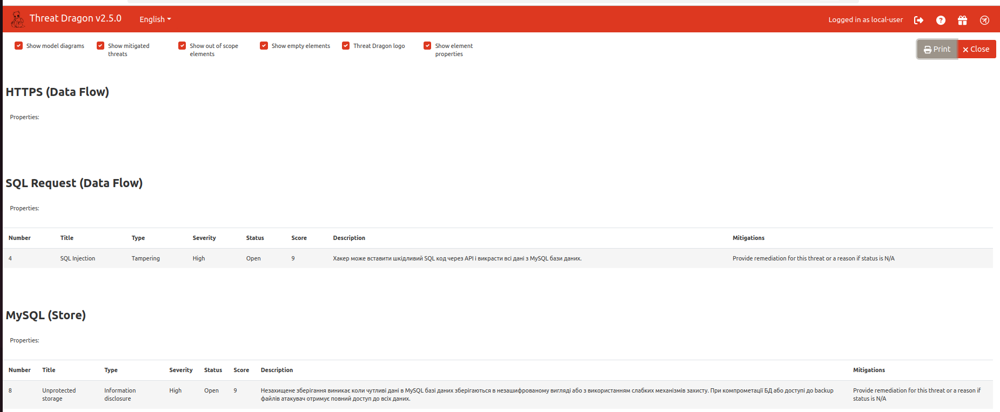 Threat Dragon v2.5.0 English Logged in as local-user
Show model diagrams
Show mitigated
threats
Show out of scope
elements
Show empty elements
Threat Dragon logo
Show element
properties
Print Close
HTTPS (Data Flow)
Properties:
SQL Request (Data Flow)
Properties:
Number Title Type Severity Status Score Description Mitigations
4 SQL Injection Tampering High Open 9 Хакер може вставити шкідливий SQL код через API і викрасти всі дані з MySQL бази даних. Provide remediation for this threat or a reason if status is N/A
MySQL (Store)
Properties:
Number Title Type Severity Status Score Description Mitigations
8 Unprotected Information High Open 9 Незахищене зберігання виникає коли чутливі дані в MySQL базі даних зберігаються в незашифрованому вигляді або з використанням слабких механізмів захисту. При компрометації БД або доступі до backup Provide remediation for this threat or a reason if
storage disclosure файлів атакувач отримує повний доступ до всіх даних. status is N/A